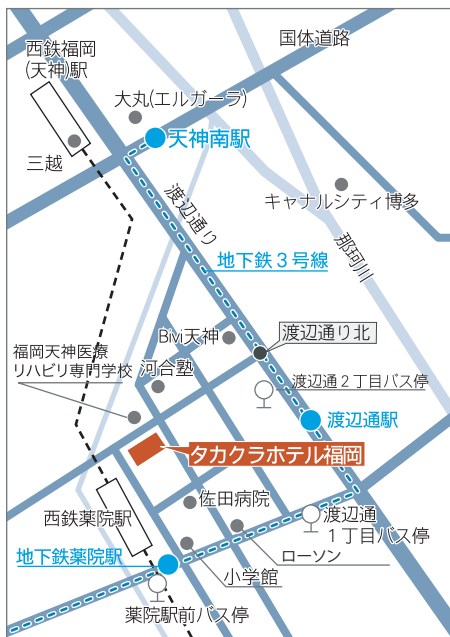 国体道路
西鉄福岡
(天神)駅
大丸(エルガーラ)
天神南駅
三越
渡辺通り
キャナルシティ博多
那珂川
地下鉄3号線
Bivi天神
渡辺通り北
福岡天神医療
リハビリ専門学校
河合塾
渡辺通2丁目バス停
渡辺通駅
タカクラホテル福岡
西鉄薬院駅
佐田病院
渡辺通
1丁目バス停
地下鉄薬院駅
ローソン
小学館
薬院駅前バス停